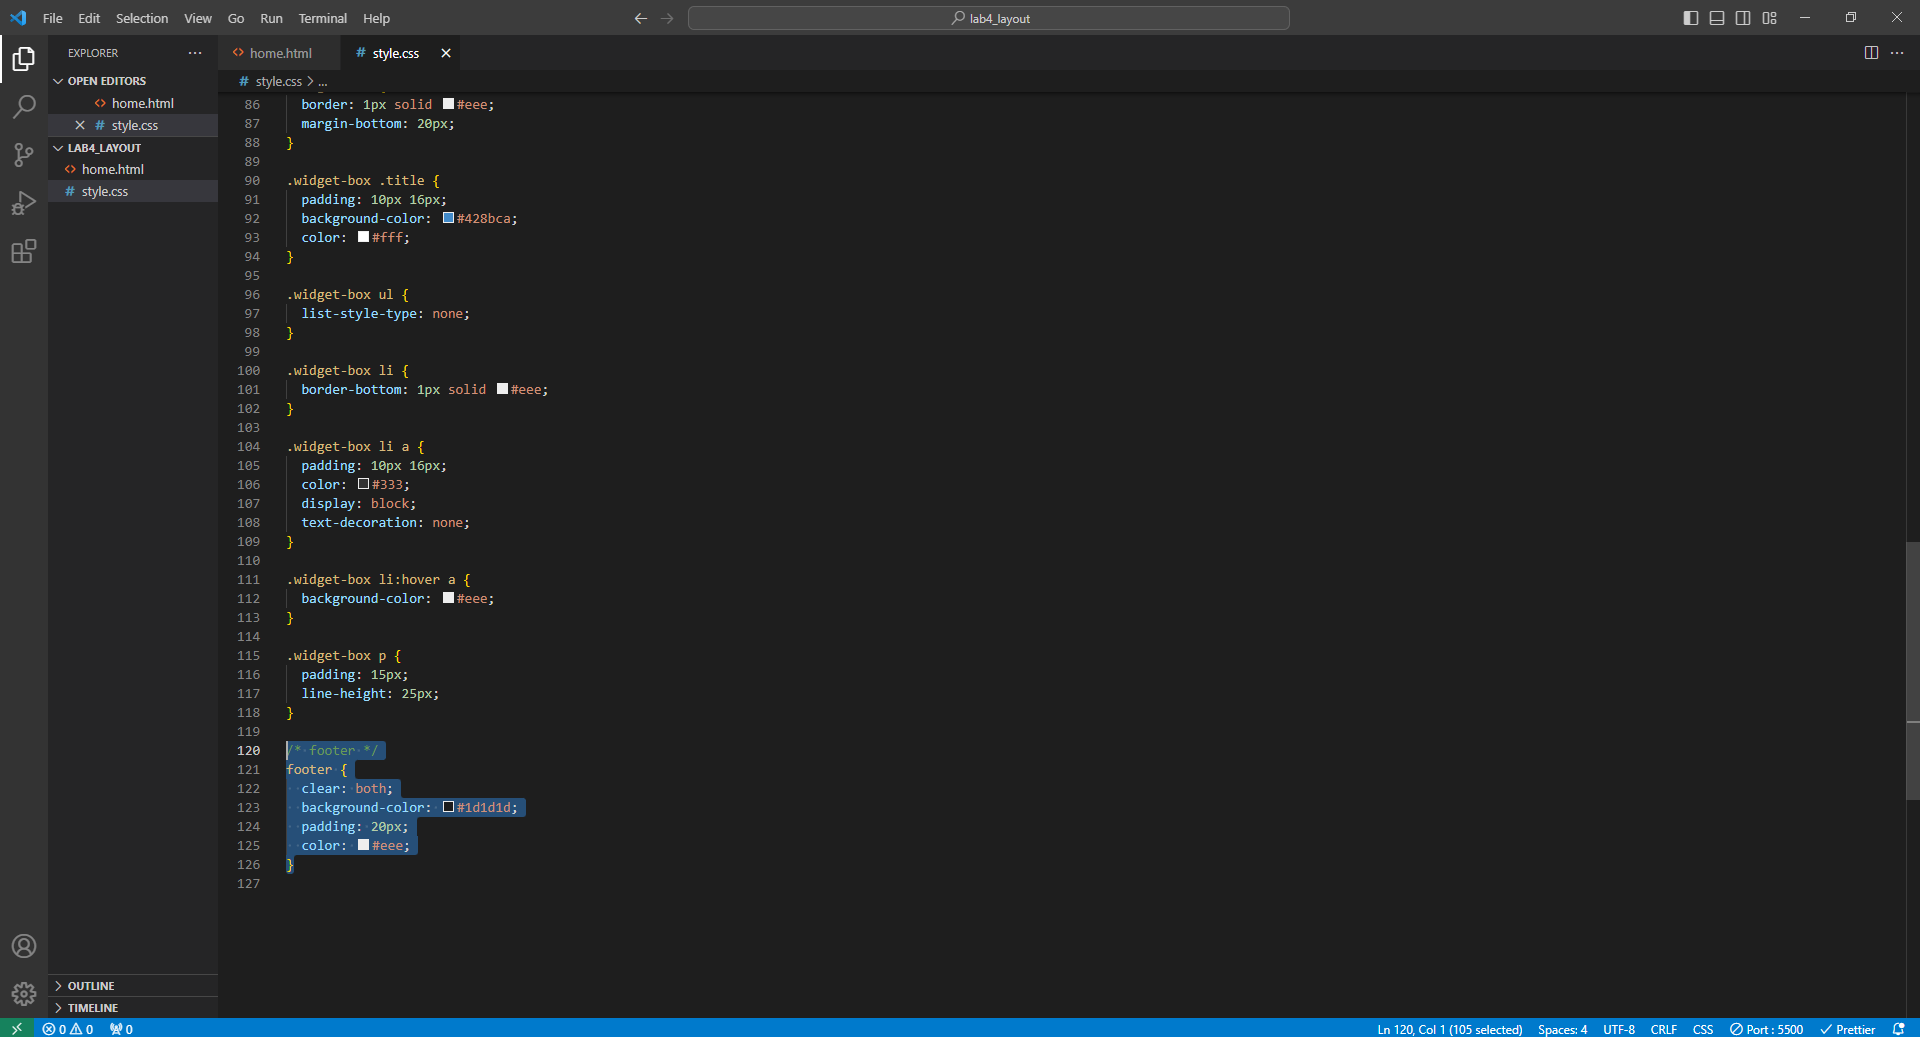 File Edit Selection View Go Run Terminal Help lab4_layout
EXPLORER
OPEN EDITORS
home.html
style.css
LAB4_LAYOUT
home.html
style.css
OUTLINE
TIMELINE
home.html style.css
style.css > ...
86 border: 1px solid #eee;
87 margin-bottom: 20px;
88 }
89
90 .widget-box .title {
91 padding: 10px 16px;
92 background-color: #428bca;
93 color: #fff;
94 }
95
96 .widget-box ul {
97 list-style-type: none;
98 }
99
100 .widget-box li {
101 border-bottom: 1px solid #eee;
102 }
103
104 .widget-box li a {
105 padding: 10px 16px;
106 color: #333;
107 display: block;
108 text-decoration: none;
109 }
110
111 .widget-box li:hover a {
112 background-color: #eee;
113 }
114
115 .widget-box p {
116 padding: 15px;
117 line-height: 25px;
118 }
119
120 /* footer */
121 footer {
122 clear: both;
123 background-color: #1d1d1d;
124 padding: 20px;
125 color: #eee;
126 }
127
0 0 0 Ln 120, Col 1 (105 selected) Spaces: 4 UTF-8 CRLF CSS Port : 5500 Prettier